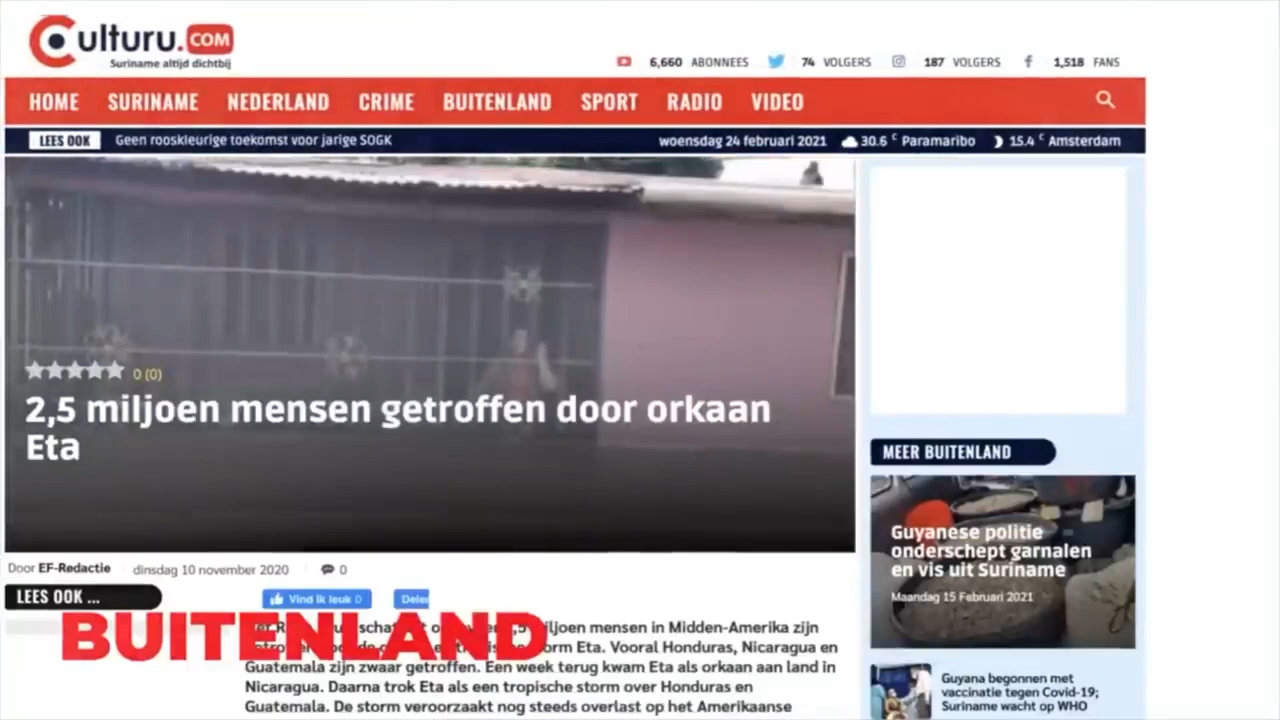 Culturu.COM
Suriname altijd dichtbij
6,660 ABONNEES 74 VOLGERS 187 VOLGERS 1,518 FANS
HOME SURINAME NEDERLAND CRIME BUITENLAND SPORT RADIO VIDEO
LEES OOK Geen rooskleurige toekomst voor jarige SOGK woensdag 24 februari 2021 30.6 C Paramaribo 15.4 C Amsterdam
0 (0)
2,5 miljoen mensen getroffen door orkaan
Eta
Door EF-Redactie dinsdag 10 november 2020 0
LEES OOK ...
Vind ik leuk 0 Delen
BUITENLAND
miljoen mensen in Midden-Amerika zijn
Eta. Vooral Honduras, Nicaragua en
Guatemala zijn zwaar getroffen. Een week terug kwam Eta als orkaan aan land in
Nicaragua. Daarna trok Eta als een tropische storm over Honduras en
Guatemala. De storm veroorzaakt nog steeds overlast op het Amerikaanse
MEER BUITENLAND
Guyanese politie
onderschept garnalen
en vis uit Suriname
Maandag 15 Februari 2021
Guyana begonnen met
vaccinatie tegen Covid-19;
Suriname wacht op WHO